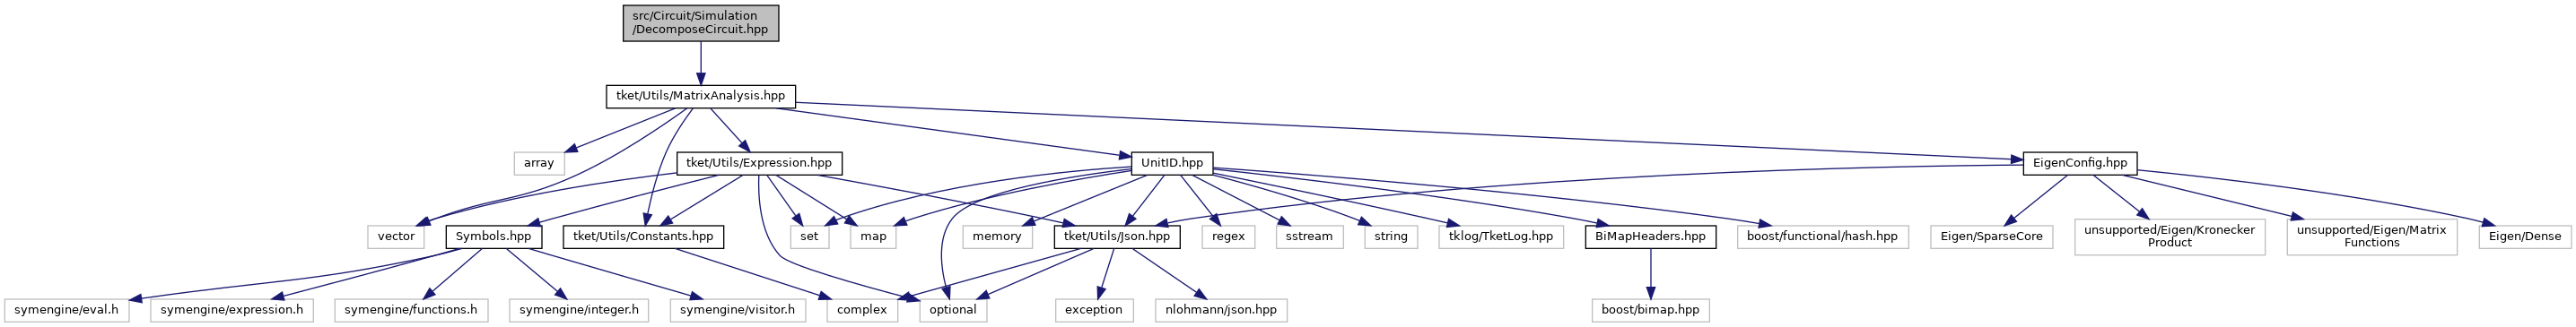 src/Circuit/Simulation
/DecomposeCircuit.hpp
tket/Utils/MatrixAnalysis.hpp
array
tket/Utils/Expression.hpp
UnitID.hpp
EigenConfig.hpp
vector
Symbols.hpp
tket/Utils/Constants.hpp
set
map
memory
tket/Utils/Json.hpp
regex
sstream
string
tklog/TketLog.hpp
BiMapHeaders.hpp
boost/functional/hash.hpp
Eigen/SparseCore
unsupported/Eigen/Kronecker
Product
unsupported/Eigen/Matrix
Functions
Eigen/Dense
symengine/eval.h
symengine/expression.h
symengine/functions.h
symengine/integer.h
symengine/visitor.h
complex
optional
exception
nlohmann/json.hpp
boost/bimap.hpp